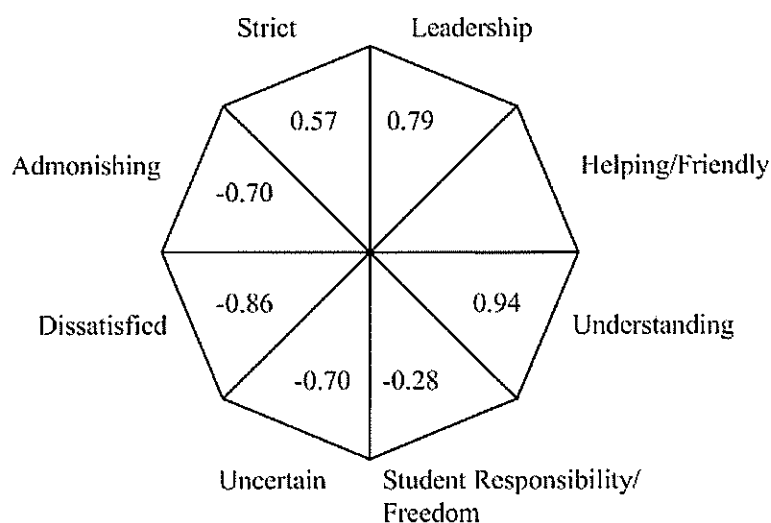 Strict Leadership
0.57 0.79
Admonishing Helping/Friendly
-0.70
-0.86 0.94
Dissatisfied Understanding
-0.70 -0.28
Uncertain Student Responsibility/
Freedom